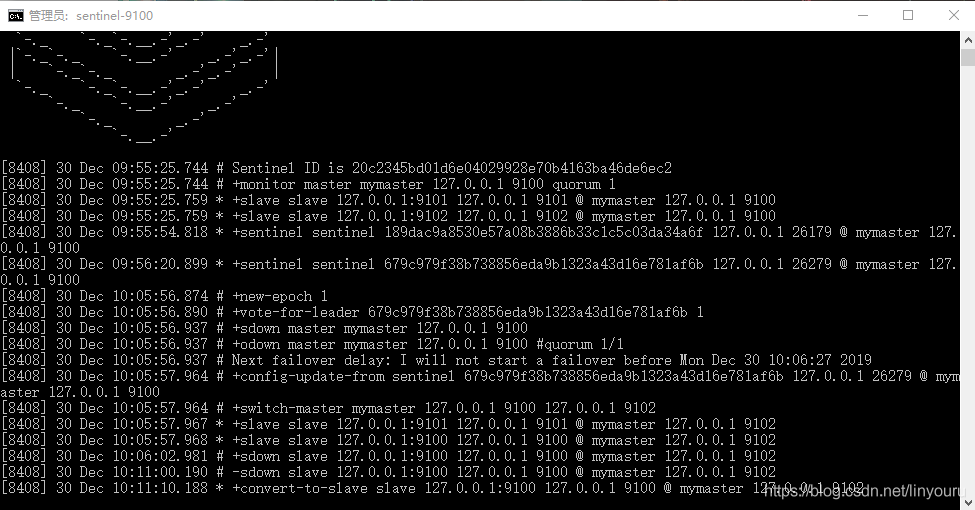 管理员: sentinel-9100
[8408] 30 Dec 09:55:25.744 # Sentinel ID is 20c2345bd01d6e04029928e70b4163ba46de6ec2
[8408] 30 Dec 09:55:25.744 # +monitor master mymaster 127.0.0.1 9100 quorum 1
[8408] 30 Dec 09:55:25.759 * +slave slave 127.0.0.1:9101 127.0.0.1 9101 @ mymaster 127.0.0.1 9100
[8408] 30 Dec 09:55:25.759 * +slave slave 127.0.0.1:9102 127.0.0.1 9102 @ mymaster 127.0.0.1 9100
[8408] 30 Dec 09:55:54.818 * +sentinel sentinel 189dac9a8530e57a08b3886b33c1c5c03da34a6f 127.0.0.1 26179 @ mymaster 127.
0.0.1 9100
[8408] 30 Dec 09:56:20.899 * +sentinel sentinel 679c979f38b738856eda9b1323a43d16e781af6b 127.0.0.1 26279 @ mymaster 127.
0.0.1 9100
[8408] 30 Dec 10:05:56.874 # +new-epoch 1
[8408] 30 Dec 10:05:56.890 # +vote-for-leader 679c979f38b738856eda9b1323a43d16e781af6b 1
[8408] 30 Dec 10:05:56.937 # +sdown master mymaster 127.0.0.1 9100
[8408] 30 Dec 10:05:56.937 # +odown master mymaster 127.0.0.1 9100 #quorum 1/1
[8408] 30 Dec 10:05:56.937 # Next failover delay: I will not start a failover before Mon Dec 30 10:06:27 2019
[8408] 30 Dec 10:05:57.964 # +config-update-from sentinel 679c979f38b738856eda9b1323a43d16e781af6b 127.0.0.1 26279 @ mym
aster 127.0.0.1 9100
[8408] 30 Dec 10:05:57.964 # +switch-master mymaster 127.0.0.1 9100 127.0.0.1 9102
[8408] 30 Dec 10:05:57.967 * +slave slave 127.0.0.1:9101 127.0.0.1 9101 @ mymaster 127.0.0.1 9102
[8408] 30 Dec 10:05:57.968 * +slave slave 127.0.0.1:9100 127.0.0.1 9100 @ mymaster 127.0.0.1 9102
[8408] 30 Dec 10:06:02.981 # +sdown slave 127.0.0.1:9100 127.0.0.1 9100 @ mymaster 127.0.0.1 9102
[8408] 30 Dec 10:11:00.190 # -sdown slave 127.0.0.1:9100 127.0.0.1 9100 @ mymaster 127.0.0.1 9102
[8408] 30 Dec 10:11:10.188 * +convert-to-slave slave 127.0.0.1:9100 127.0.0.1 9100 @ mymaster 127.0.0.1 9102
https://blog.csdn.net/linyouru